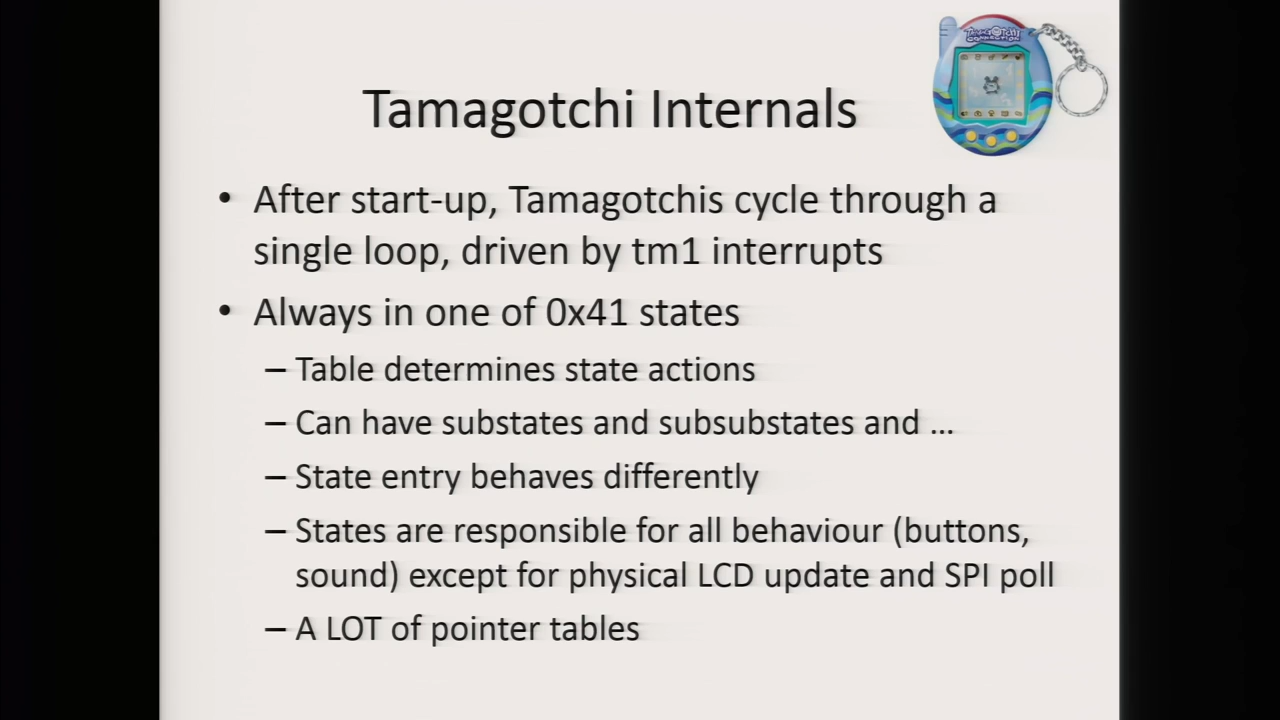 Tamagotchi Internals
• After start-up, Tamagotchis cycle through a
single loop, driven by tm1 interrupts
• Always in one of 0x41 states
– Table determines state actions
– Can have substates and subsubstates and ...
– State entry behaves differently
– States are responsible for all behaviour (buttons,
sound) except for physical LCD update and SPI poll
– A LOT of pointer tables
TAMAGOTCHI
CONNECTION